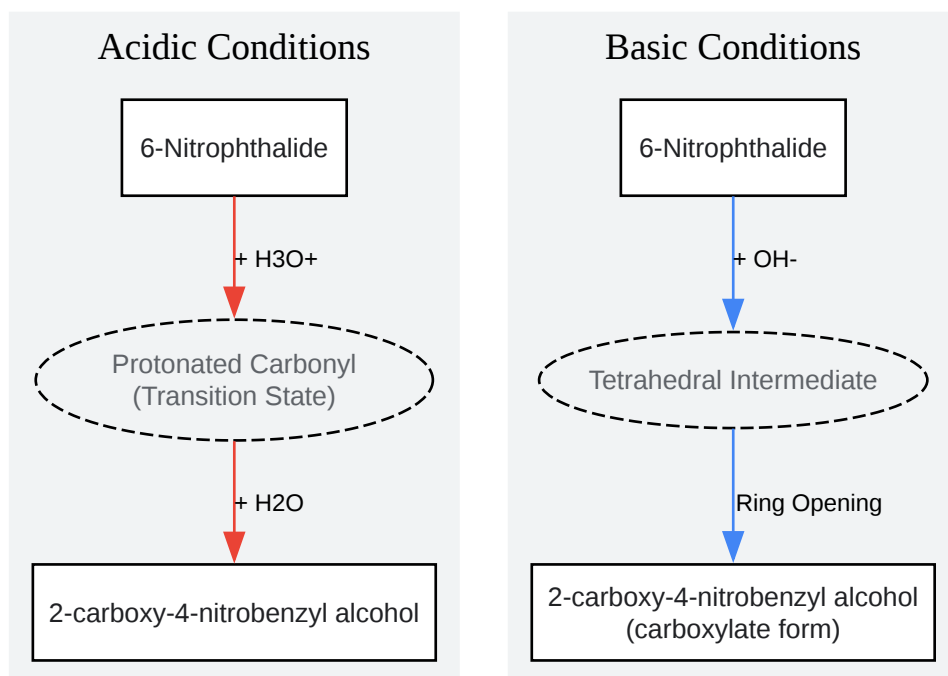 Acidic Conditions
6-Nitrophthalide
+ H3O+
Protonated Carbonyl
(Transition State)
+ H2O
2-carboxy-4-nitrobenzyl alcohol
Basic Conditions
6-Nitrophthalide
+ OH-
Tetrahedral Intermediate
Ring Opening
2-carboxy-4-nitrobenzyl alcohol
(carboxylate form)